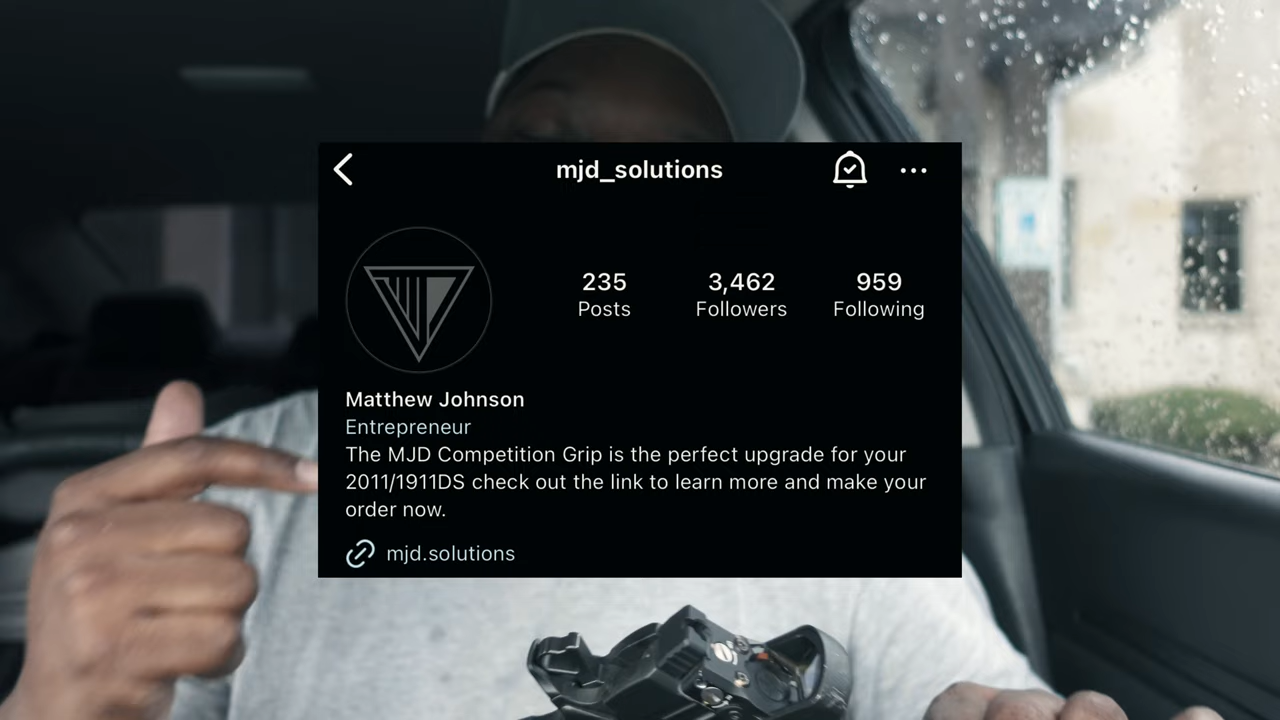 mjd_solutions
235
Posts
3,462
Followers
959
Following
Matthew Johnson
Entrepreneur
The MJD Competition Grip is the perfect upgrade for your
2011/1911DS check out the link to learn more and make your
order now.
mjd.solutions